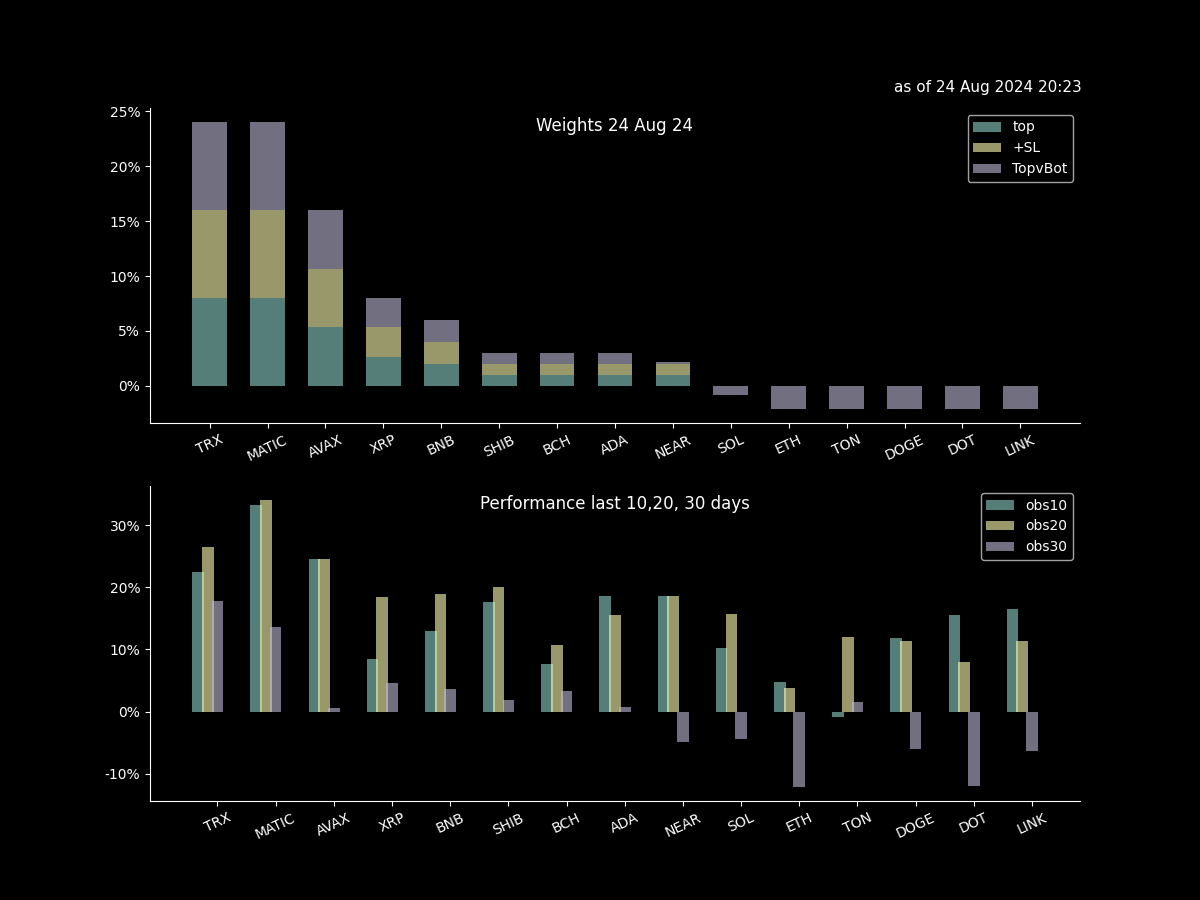 as of 24 Aug 2024 20:23
Weights 24 Aug 24
top
+SL
TopvBot
25%
20%
15%
10%
5%
0%
TRX MATIC AVAX XRP BNB SHIB BCH ADA NEAR SOL ETH TON DOGE DOT LINK
Performance last 10,20, 30 days
obs10
obs20
obs30
30%
20%
10%
0%
-10%
TRX MATIC AVAX XRP BNB SHIB BCH ADA NEAR SOL ETH TON DOGE DOT LINK